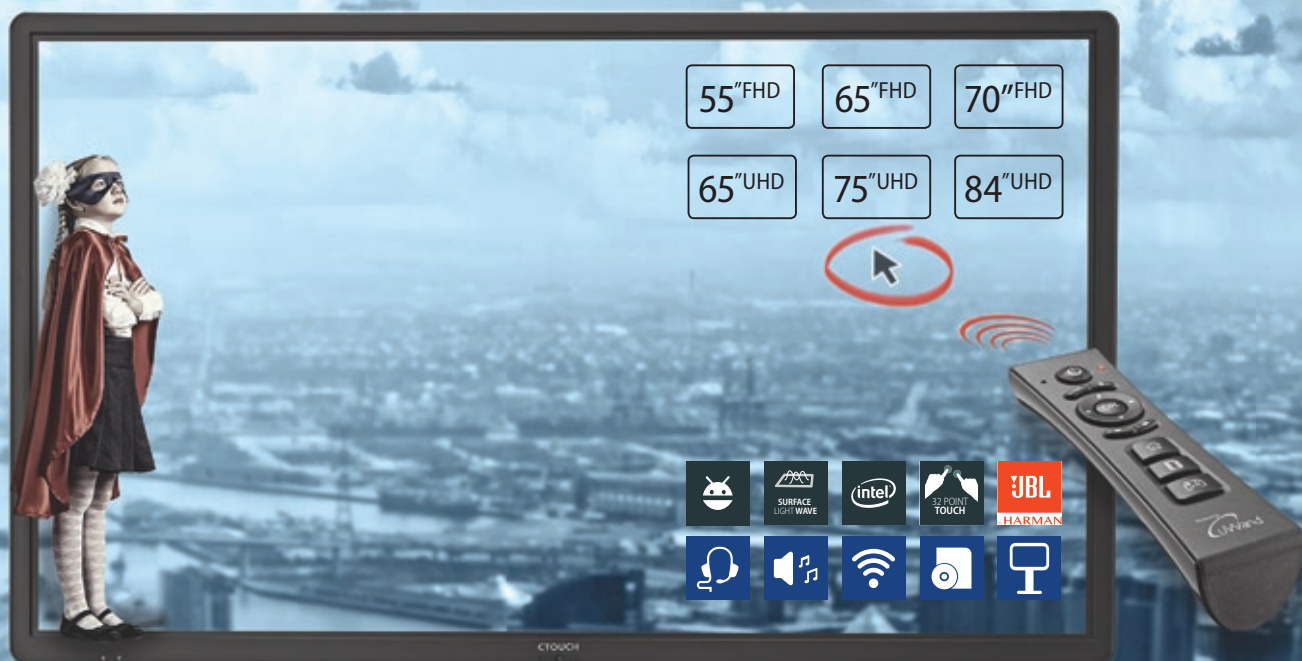 55"FHD 65"FHD 70"FHD
65"UHD 75"UHD 84"UHD
SURFACE
LIGHT WAVE
intel
32 POINT
TOUCH
JBL
HARMAN
CTOUCH